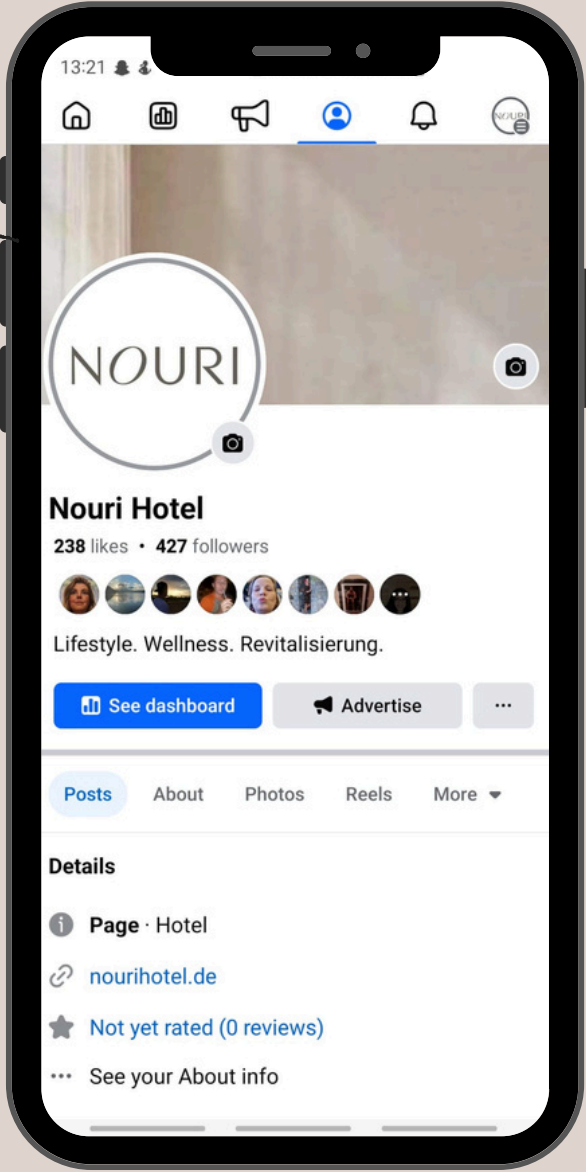 13:21
NOURI
NOURI
Nouri Hotel
238 likes • 427 followers
Lifestyle. Wellness. Revitalisierung.
See dashboard
Advertise
Posts About Photos Reels More
Details
Page · Hotel
nourihotel.de
Not yet rated (0 reviews)
See your About info